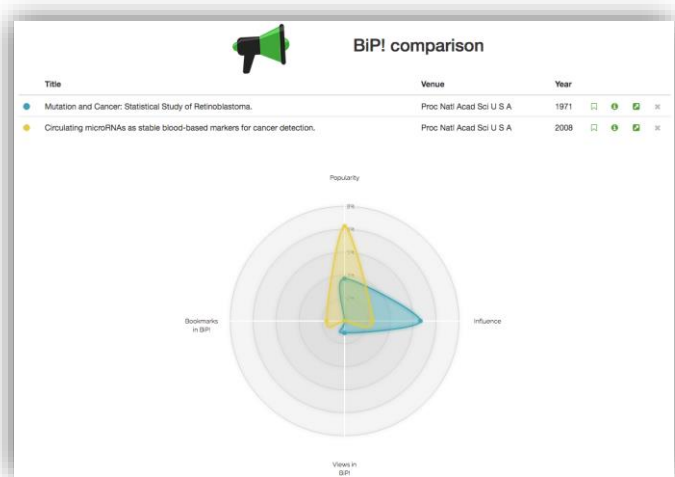 BiP! comparison
Title Venue Year
Mutation and Cancer: Statistical Study of Retinoblastoma. Proc Natl Acad Sci U S A 1971
Circulating microRNAs as stable blood-based markers for cancer detection. Proc Natl Acad Sci U S A 2008
Popularity
Bookmarks
in BiP!
Influence
Views in
BiP!